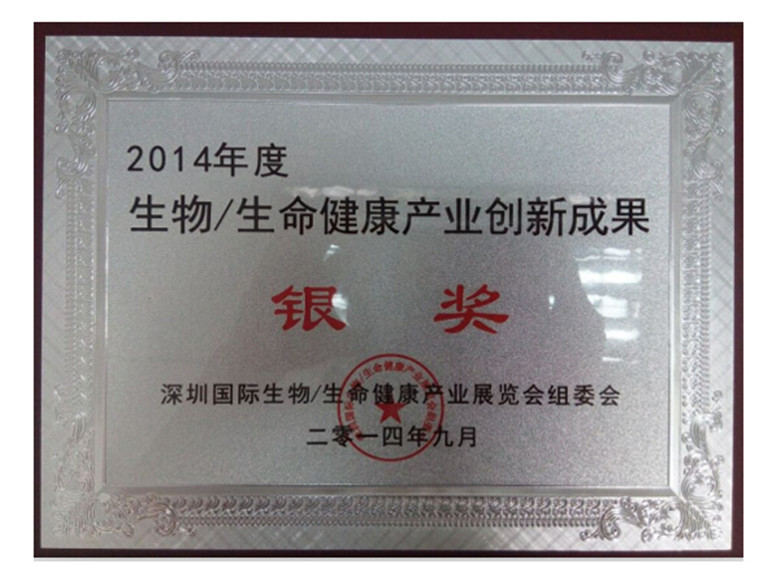 2014年度
生物/生命健康产业创新成果
银 奖
深圳国际生物/生命健康产业展览会组委会
二零一四年九月